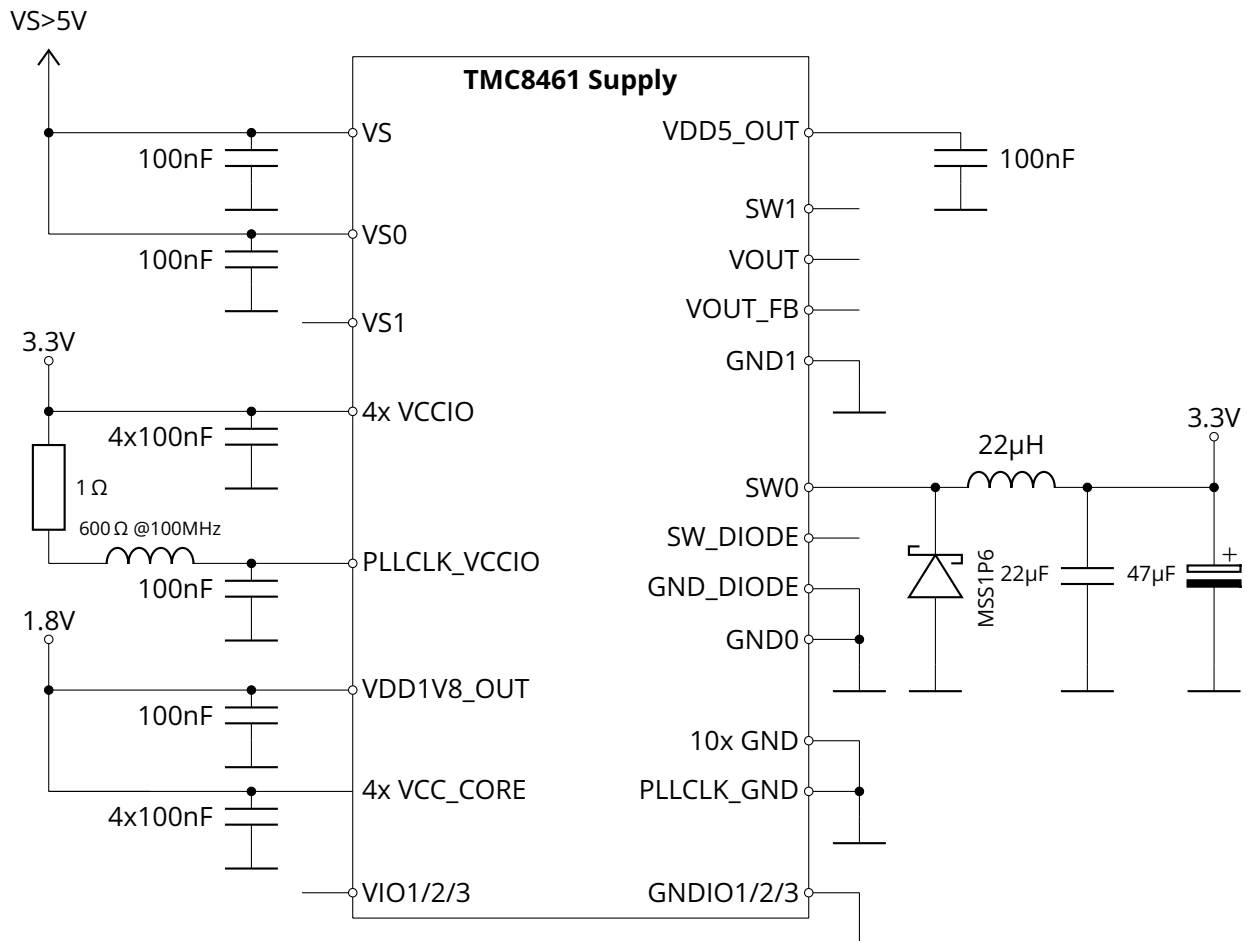 VS>5V
TMC8461 Supply
VS
VDD5_OUT
100nF
100nF
SW1
VS0
100nF
VOUT
VOUT_FB
VS1
3.3V
GND1
4x VCCIO
4x100nF
3.3V
22µH
1 Ω
SW0
600 Ω @100MHz
SW_DIODE
PLLCLK_VCCIO
100nF
GND_DIODE
MSS1P6
22µF
47µF
+
1.8V
GND0
VDD1V8_OUT
100nF
10x GND
4x VCC_CORE
PLLCLK_GND
4x100nF
VIO1/2/3
GNDIO1/2/3